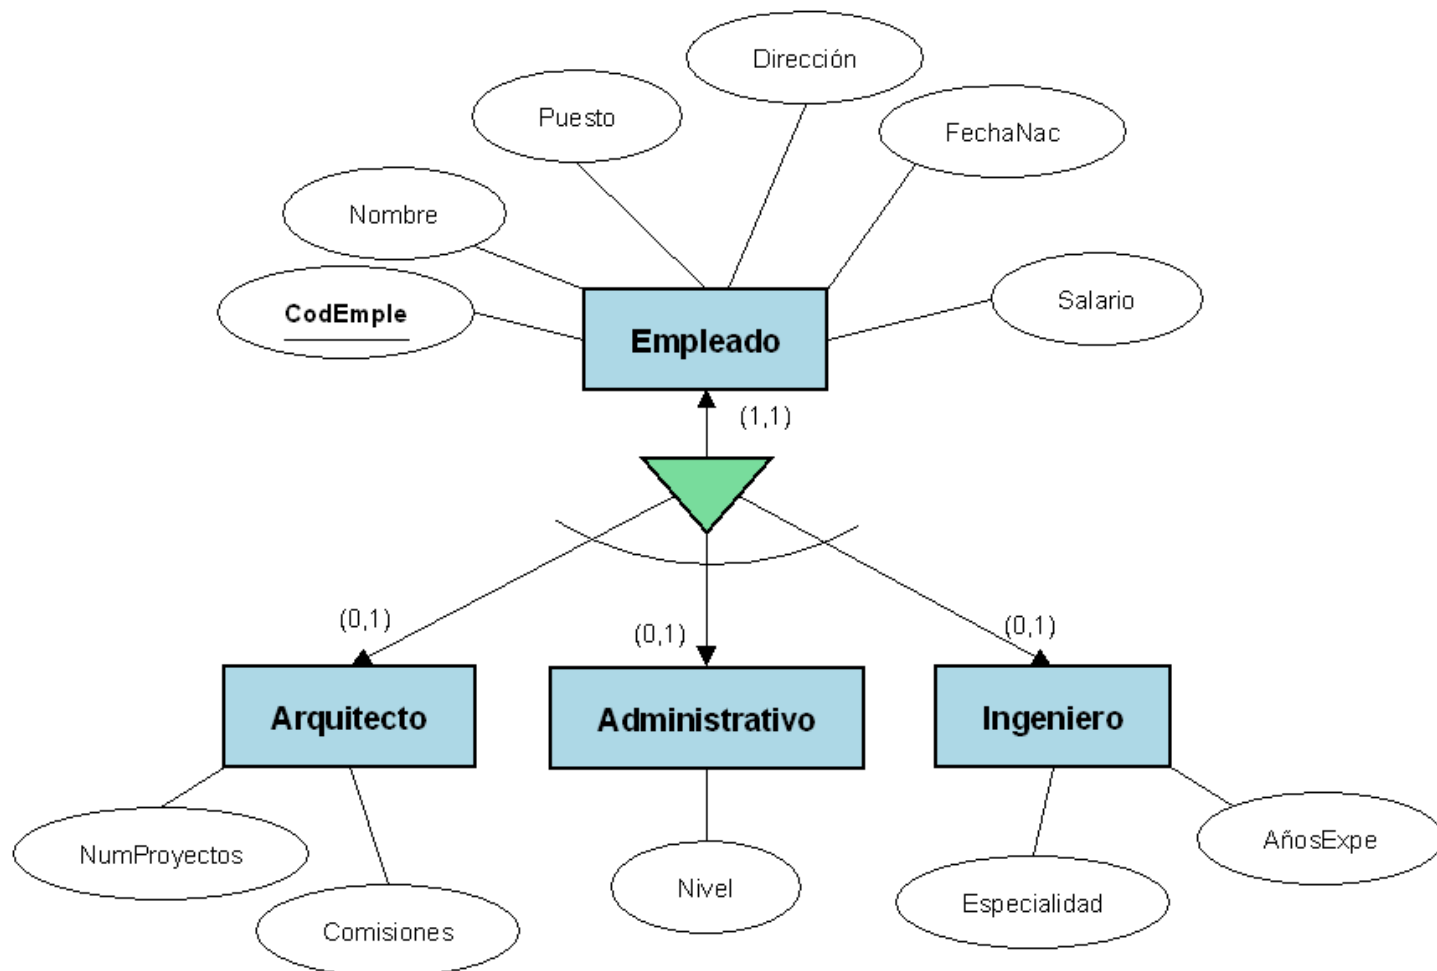 Dirección
Puesto
FechaNac
Nombre
CodEmple
Salario
Empleado
(1,1)
(0,1)
(0,1)
(0,1)
Arquitecto
Administrativo
Ingeniero
NumProyectos
AñosExpe
Nivel
Especialidad
Comisiones